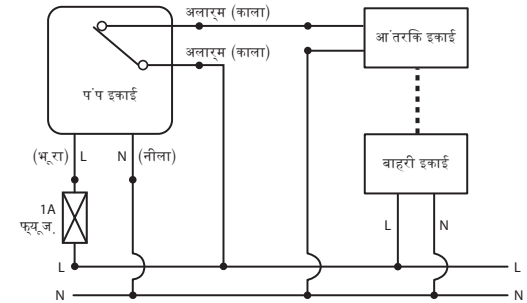 अलार्म (काला)
अलार्म (काला)
आंतरिक इकाई
पंप इकाई
(भूरा) L
N (नीला)
बाहरी इकाई
1A
फ्यूज़
L N
L L
N N